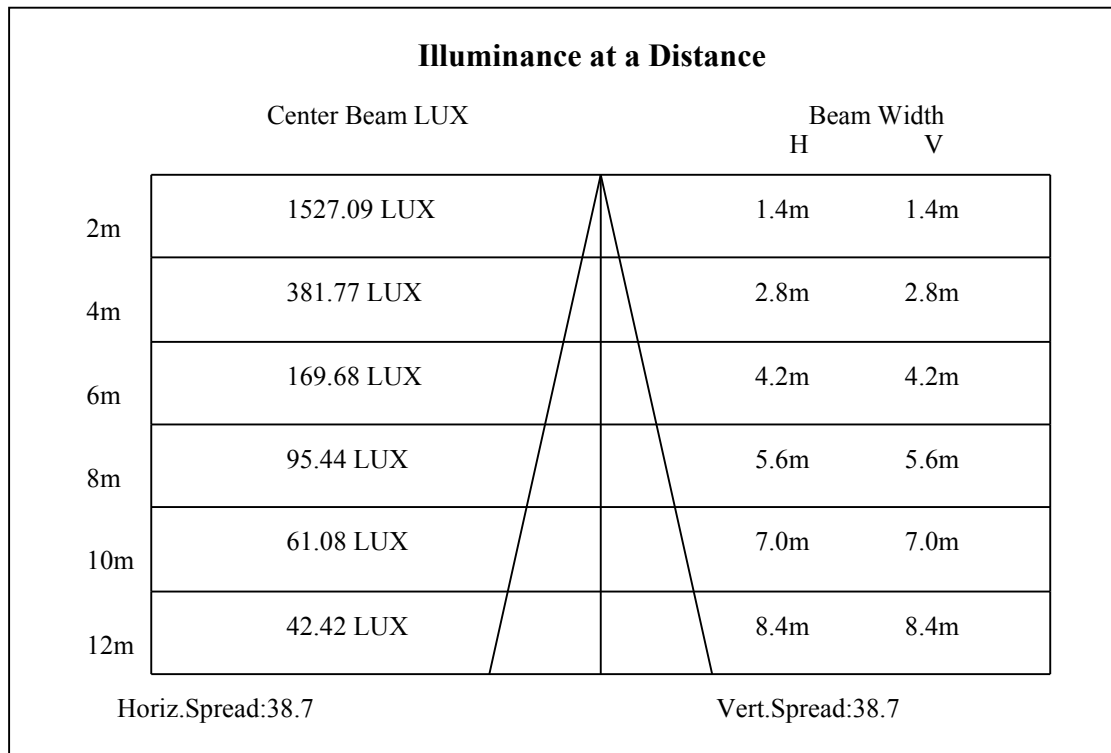 Illuminance at a Distance
Center Beam LUX Beam Width
H V
2m 1527.09 LUX 1.4m 1.4m
4m 381.77 LUX 2.8m 2.8m
6m 169.68 LUX 4.2m 4.2m
8m 95.44 LUX 5.6m 5.6m
10m 61.08 LUX 7.0m 7.0m
12m 42.42 LUX 8.4m 8.4m
Horiz.Spread:38.7 Vert.Spread:38.7